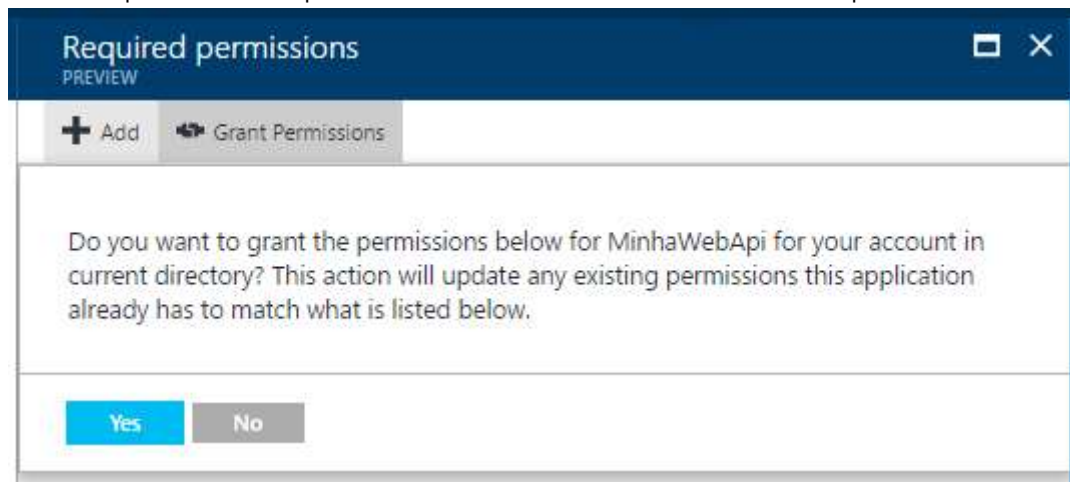 Required permissions
PREVIEW
Add Grant Permissions
Do you want to grant the permissions below for MinhaWebApi for your account in
current directory? This action will update any existing permissions this application
already has to match what is listed below.
Yes No